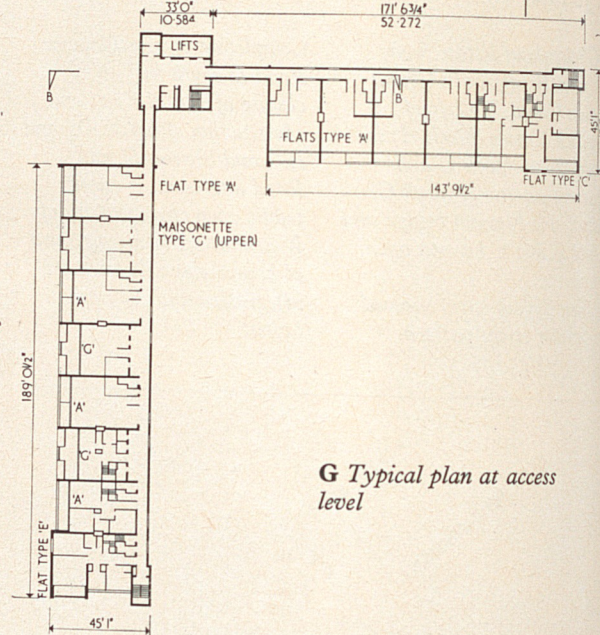 33'0"
10·584
171' 6¾"
52·272
LIFTS
B
B
45'1"
FLATS TYPE 'A'
FLAT TYPE 'C'
143' 9½"
FLAT TYPE 'A'
MAISONETTE
TYPE 'G' (UPPER)
'A'
'G'
'A'
'G'
'A'
189'0½"
FLAT TYPE 'E'
45'1"
G Typical plan at access
level